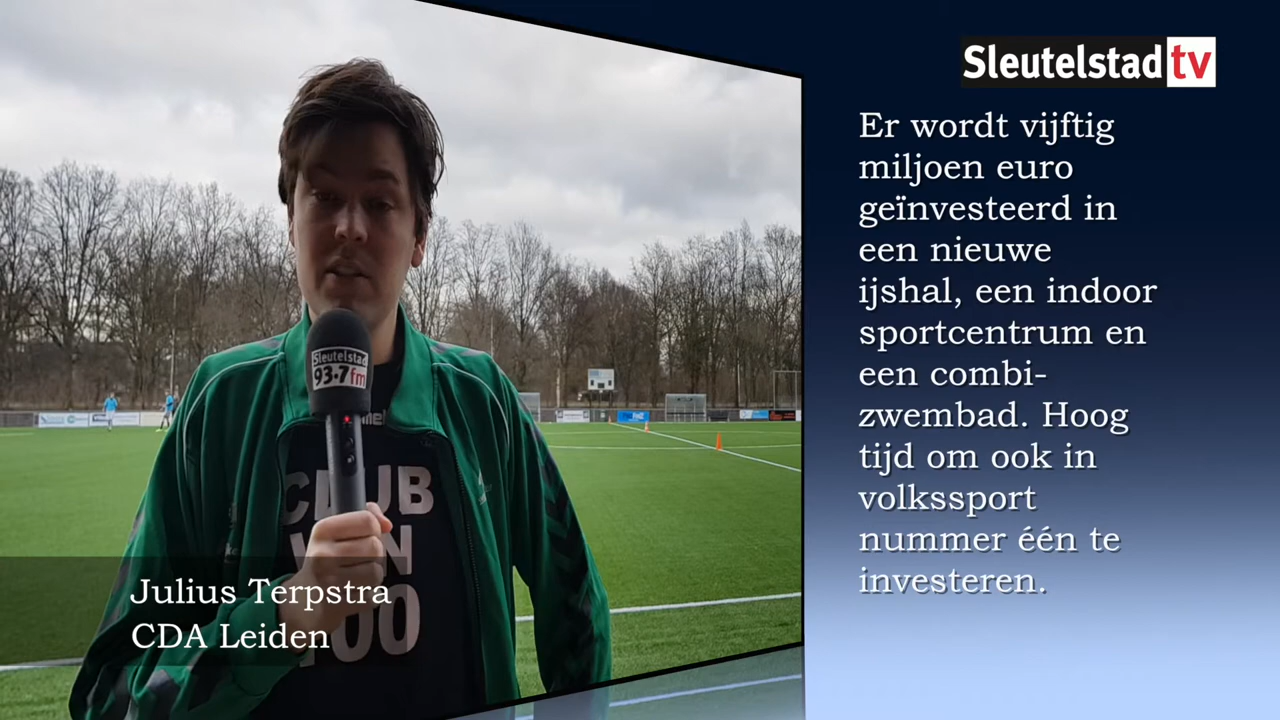 Sleutelstad tv
Er wordt vijftig
miljoen euro
geïnvesteerd in
een nieuwe
ijshal, een indoor
sportcentrum en
een combi-
zwembad. Hoog
tijd om ook in
volkssport
nummer één te
investeren.
Sleutelstad
93.7 fm
CLUB
VAN
100
Julius Terpstra
CDA Leiden